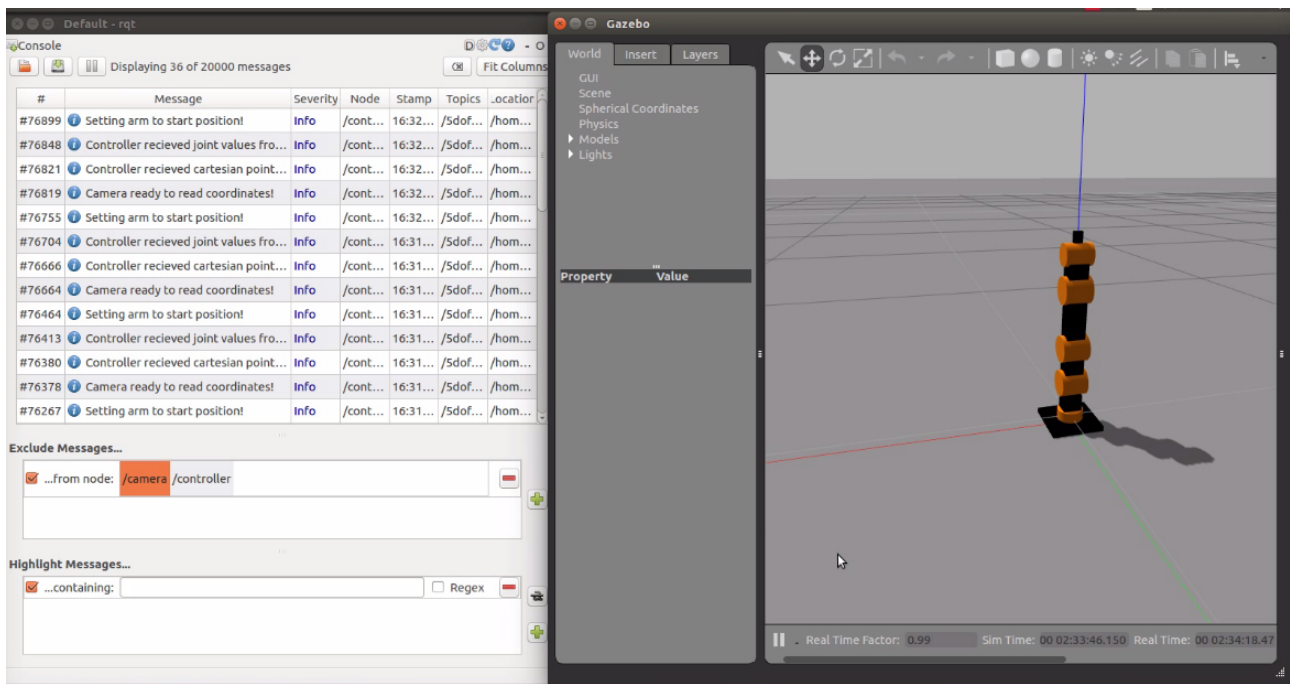 Default - rqt
Console
D
- O
Displaying 36 of 20000 messages
Fit Columns
# Message Severity Node Stamp Topics Locatior
#76899 Setting arm to start position! Info /cont... 16:32... /5dof... /hom...
#76848 Controller recieved joint values fro... Info /cont... 16:32... /5dof... /hom...
#76821 Controller recieved cartesian point... Info /cont... 16:32... /5dof... /hom...
#76819 Camera ready to read coordinates! Info /cont... 16:32... /5dof... /hom...
#76755 Setting arm to start position! Info /cont... 16:32... /5dof... /hom...
#76704 Controller recieved joint values fro... Info /cont... 16:31... /5dof... /hom...
#76666 Controller recieved cartesian point... Info /cont... 16:31... /5dof... /hom...
#76664 Camera ready to read coordinates! Info /cont... 16:31... /5dof... /hom...
#76464 Setting arm to start position! Info /cont... 16:31... /5dof... /hom...
#76413 Controller recieved joint values fro... Info /cont... 16:31... /5dof... /hom...
#76380 Controller recieved cartesian point... Info /cont... 16:31... /5dof... /hom...
#76378 Camera ready to read coordinates! Info /cont... 16:31... /5dof... /hom...
#76267 Setting arm to start position! Info /cont... 16:31... /5dof... /hom...
Exclude Messages...
...from node: /camera /controller
Highlight Messages...
...containing: Regex
Gazebo
World Insert Layers
GUI
Scene
Spherical Coordinates
Physics
Models
Lights
Property Value
Real Time Factor: 0.99 Sim Time: 00 02:33:46.150 Real Time: 00 02:34:18.47